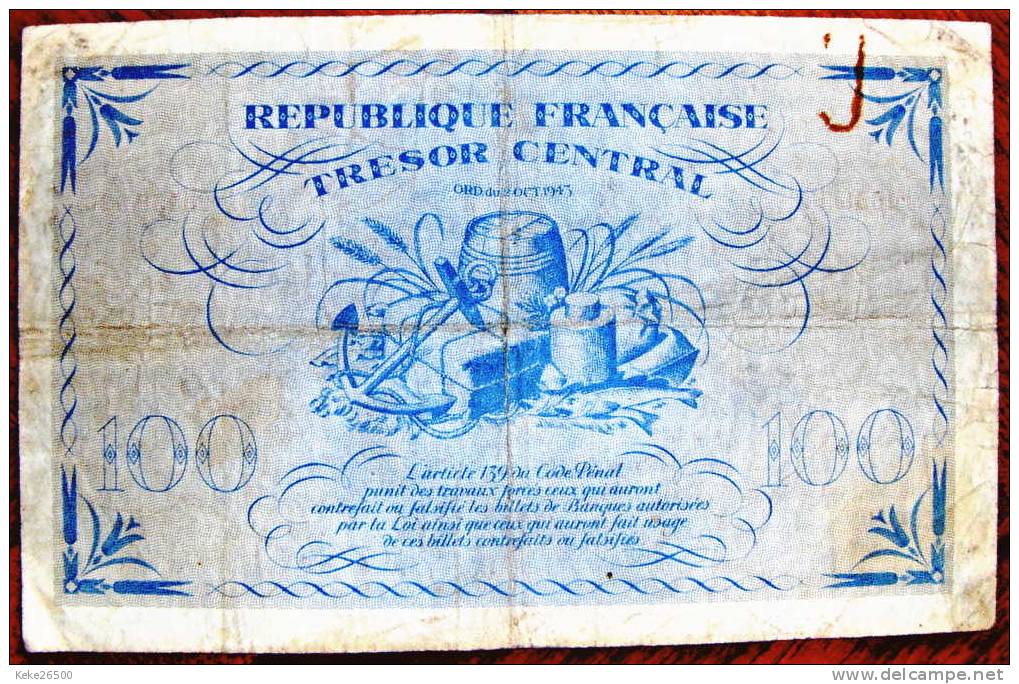 J
REPUBLIQUE FRANÇAISE
TRESOR CENTRAL
ORD du 2 OCT 1943
100 100
L'article 139 du Code Pénal
punit des travaux forces ceux qui auront
contrefait ou falsifié les billets de Banques autorisées
par la Loi ainsi que ceux qui auront fait usage
de ces billets contrefaits ou falsifiés
Keke26500
delcampe.net